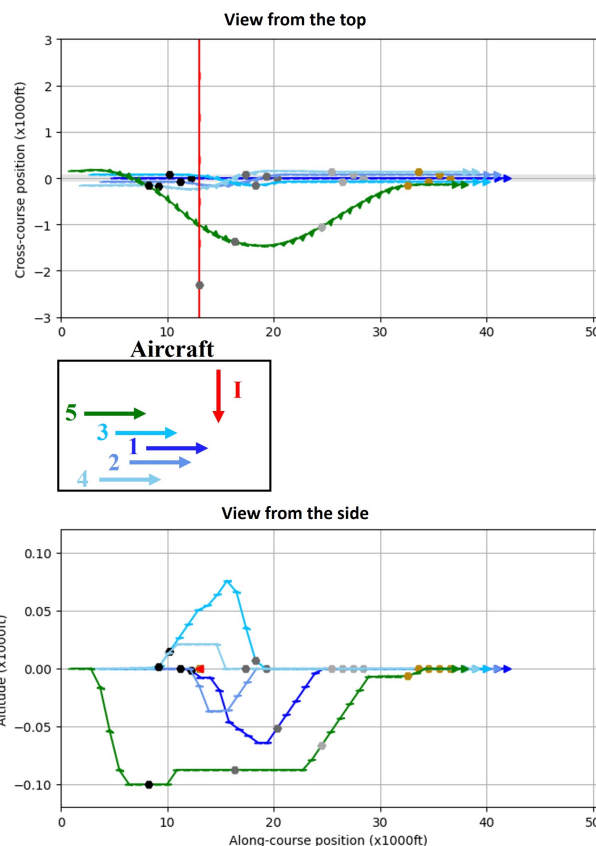 View from the top
Cross-course position (x1000ft)
3
2
1
0
−1
−2
−3
0 10 20 30 40 50
Aircraft
I
5
3
1
2
4
View from the side
Altitude (x1000ft)
0.10
0.05
0.00
−0.05
−0.10
0 10 20 30 40 50
Along-course position (x1000ft)